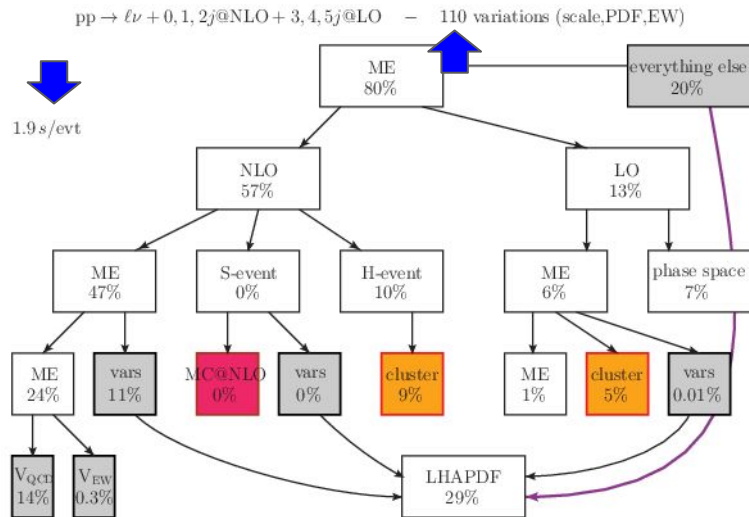 pp → ℓν + 0, 1, 2j@NLO + 3, 4, 5j@LO – 110 variations (scale,PDF,EW)
ME
80%
everything else
20%
1.9 s/evt
NLO
57%
LO
13%
ME
47%
S-event
0%
H-event
10%
ME
6%
phase space
7%
ME
24%
vars
11%
MC@NLO
0%
vars
0%
cluster
9%
ME
1%
cluster
5%
vars
0.01%
V_QCD
14%
V_EW
0.3%
LHAPDF
29%